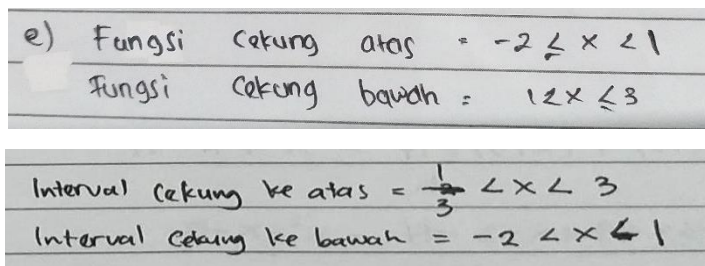 e) Fungsi Cekung atas = -2 ≤ x < 1
Fungsi Cekung bawah = 1 < x ≤ 3
Interval Cekung ke atas = 1/3 < x < 3
Interval Cekung ke bawah = -2 < x < 1